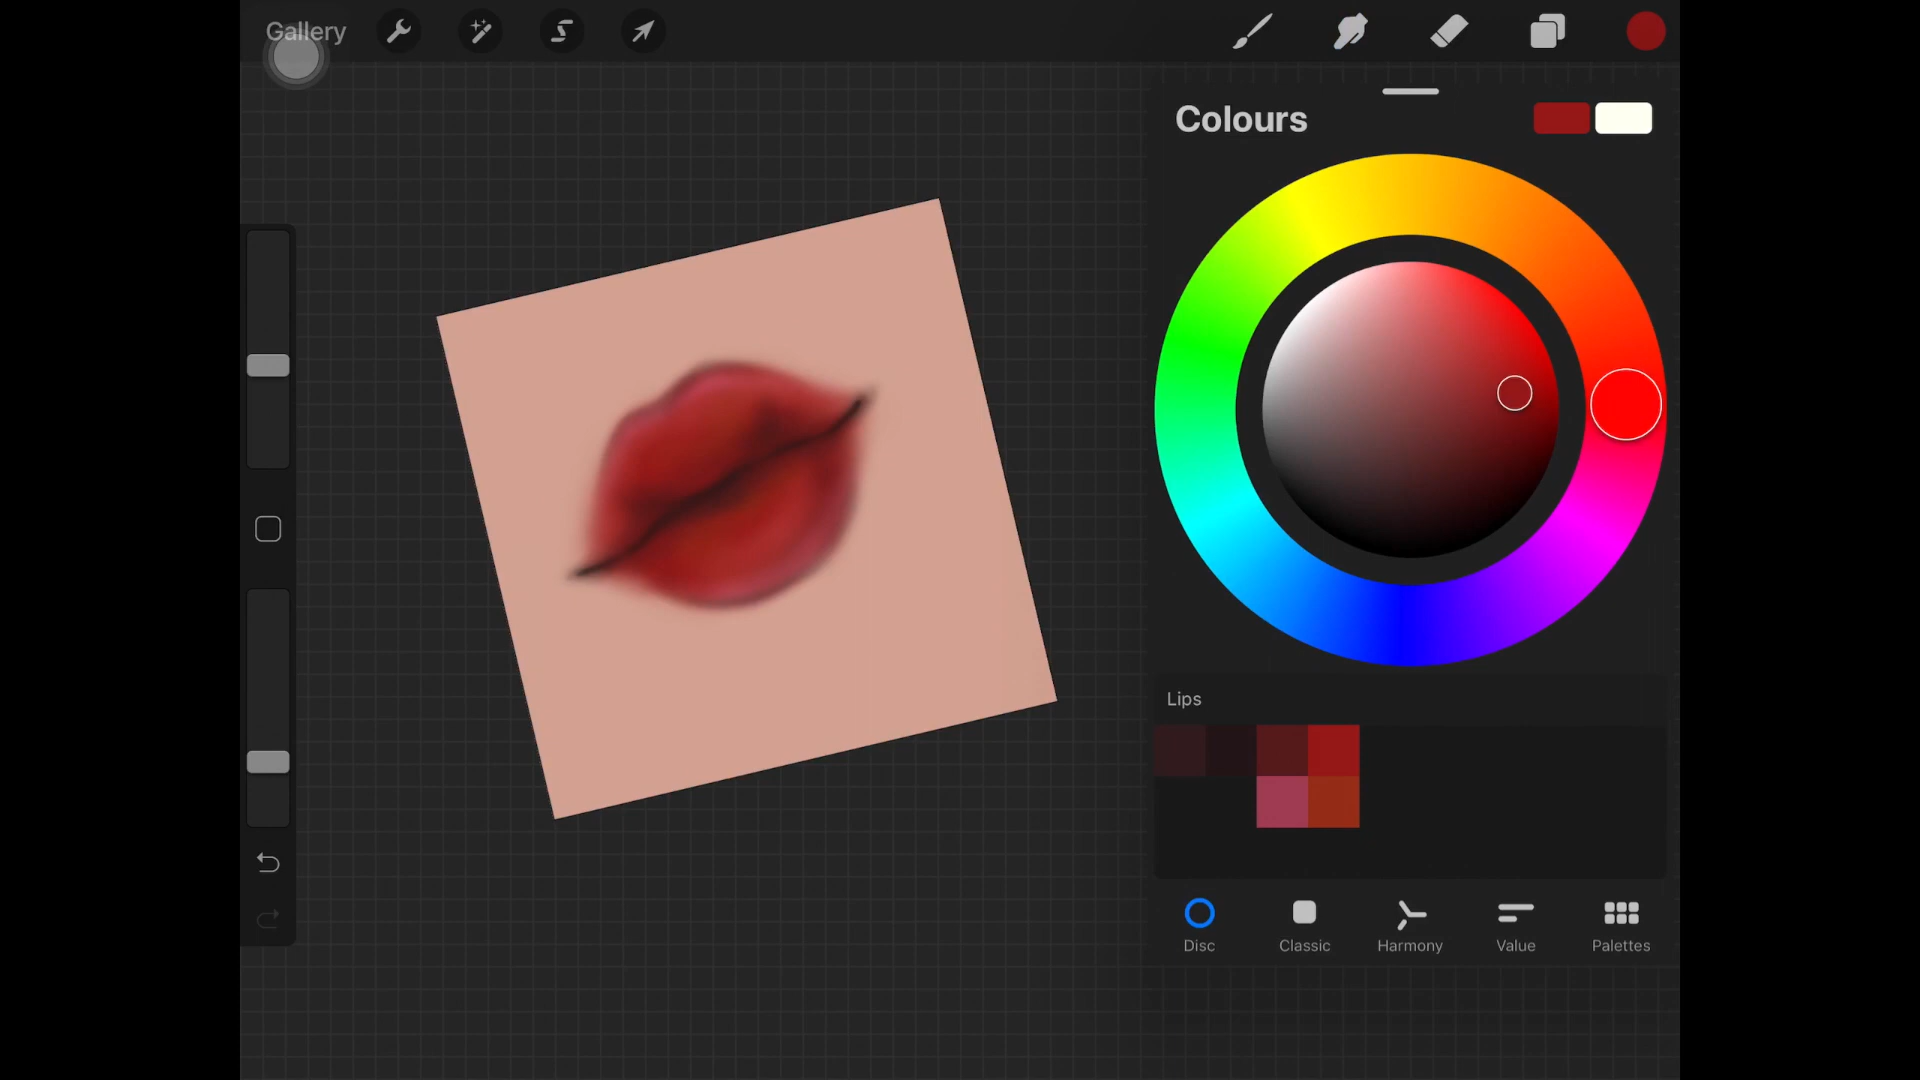 Gallery
Colours
Lips
Disc
Classic
Harmony
Value
Palettes